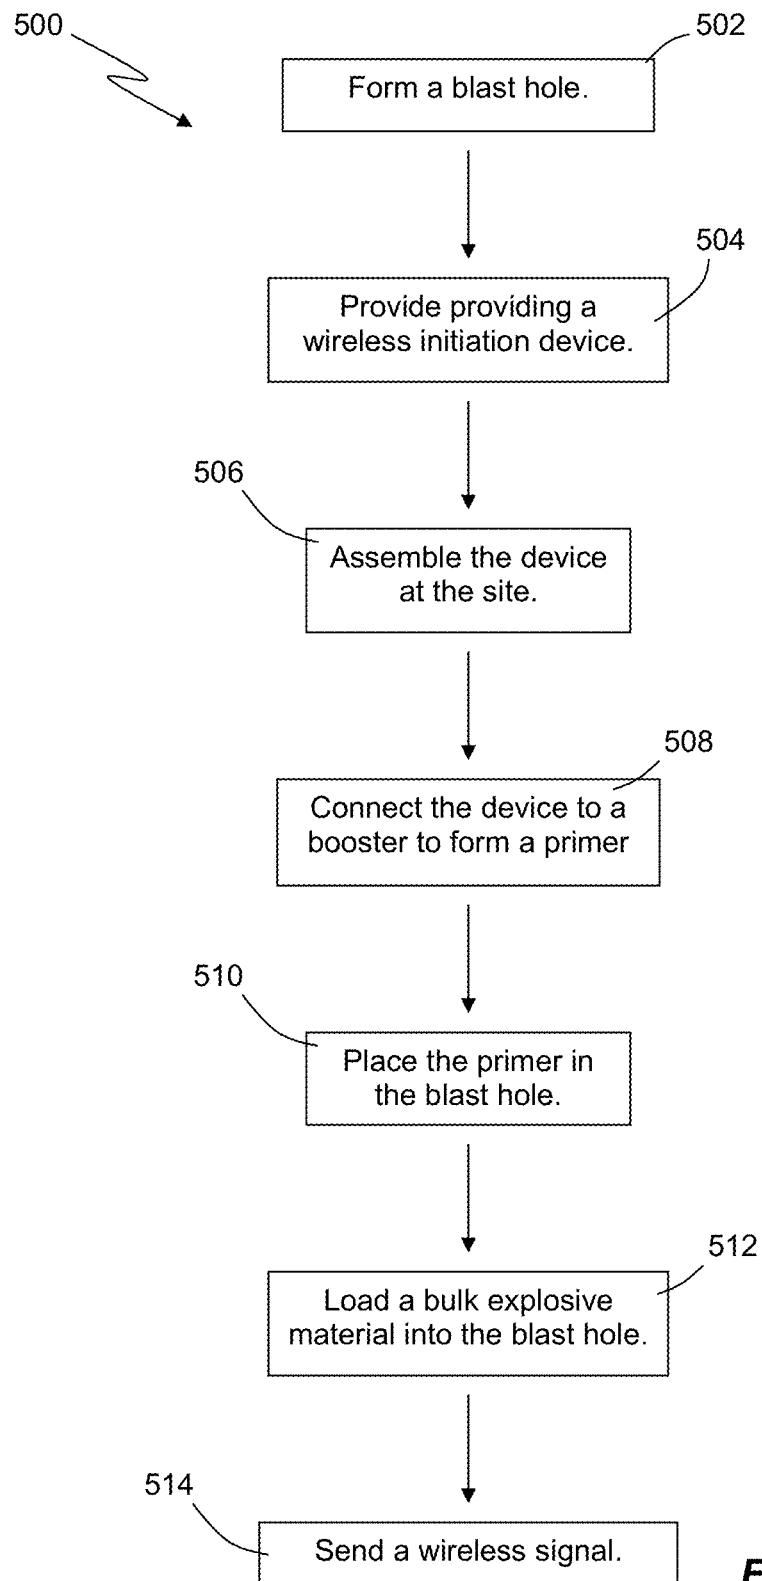 500
502
Form a blast hole.
504
Provide providing a
wireless initiation device.
506
Assemble the device
at the site.
508
Connect the device to a
booster to form a primer
510
Place the primer in
the blast hole.
512
Load a bulk explosive
material into the blast hole.
514
Send a wireless signal.